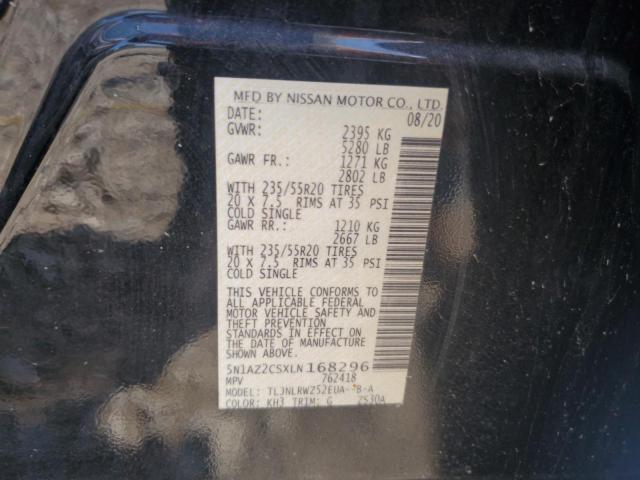 MFD BY NISSAN MOTOR CO., LTD.
DATE: 08/20
GVWR: 2395 KG
5280 LB
GAWR FR.: 1271 KG
2802 LB
WITH 235/55R20 TIRES
20 X 7.5 RIMS AT 35 PSI
COLD SINGLE
GAWR RR.: 1210 KG
2667 LB
WITH 235/55R20 TIRES
20 X 7.5 RIMS AT 35 PSI
COLD SINGLE
THIS VEHICLE CONFORMS TO
ALL APPLICABLE FEDERAL
MOTOR VEHICLE SAFETY AND
THEFT PREVENTION
STANDARDS IN EFFECT ON
THE DATE OF MANUFACTURE
SHOWN ABOVE.
5N1AZ2CSXLN168296
MPV 762418
MODEL: TLJNLRWZ52EUA--B-A
COLOR: KH3 TRIM: G ZS30A